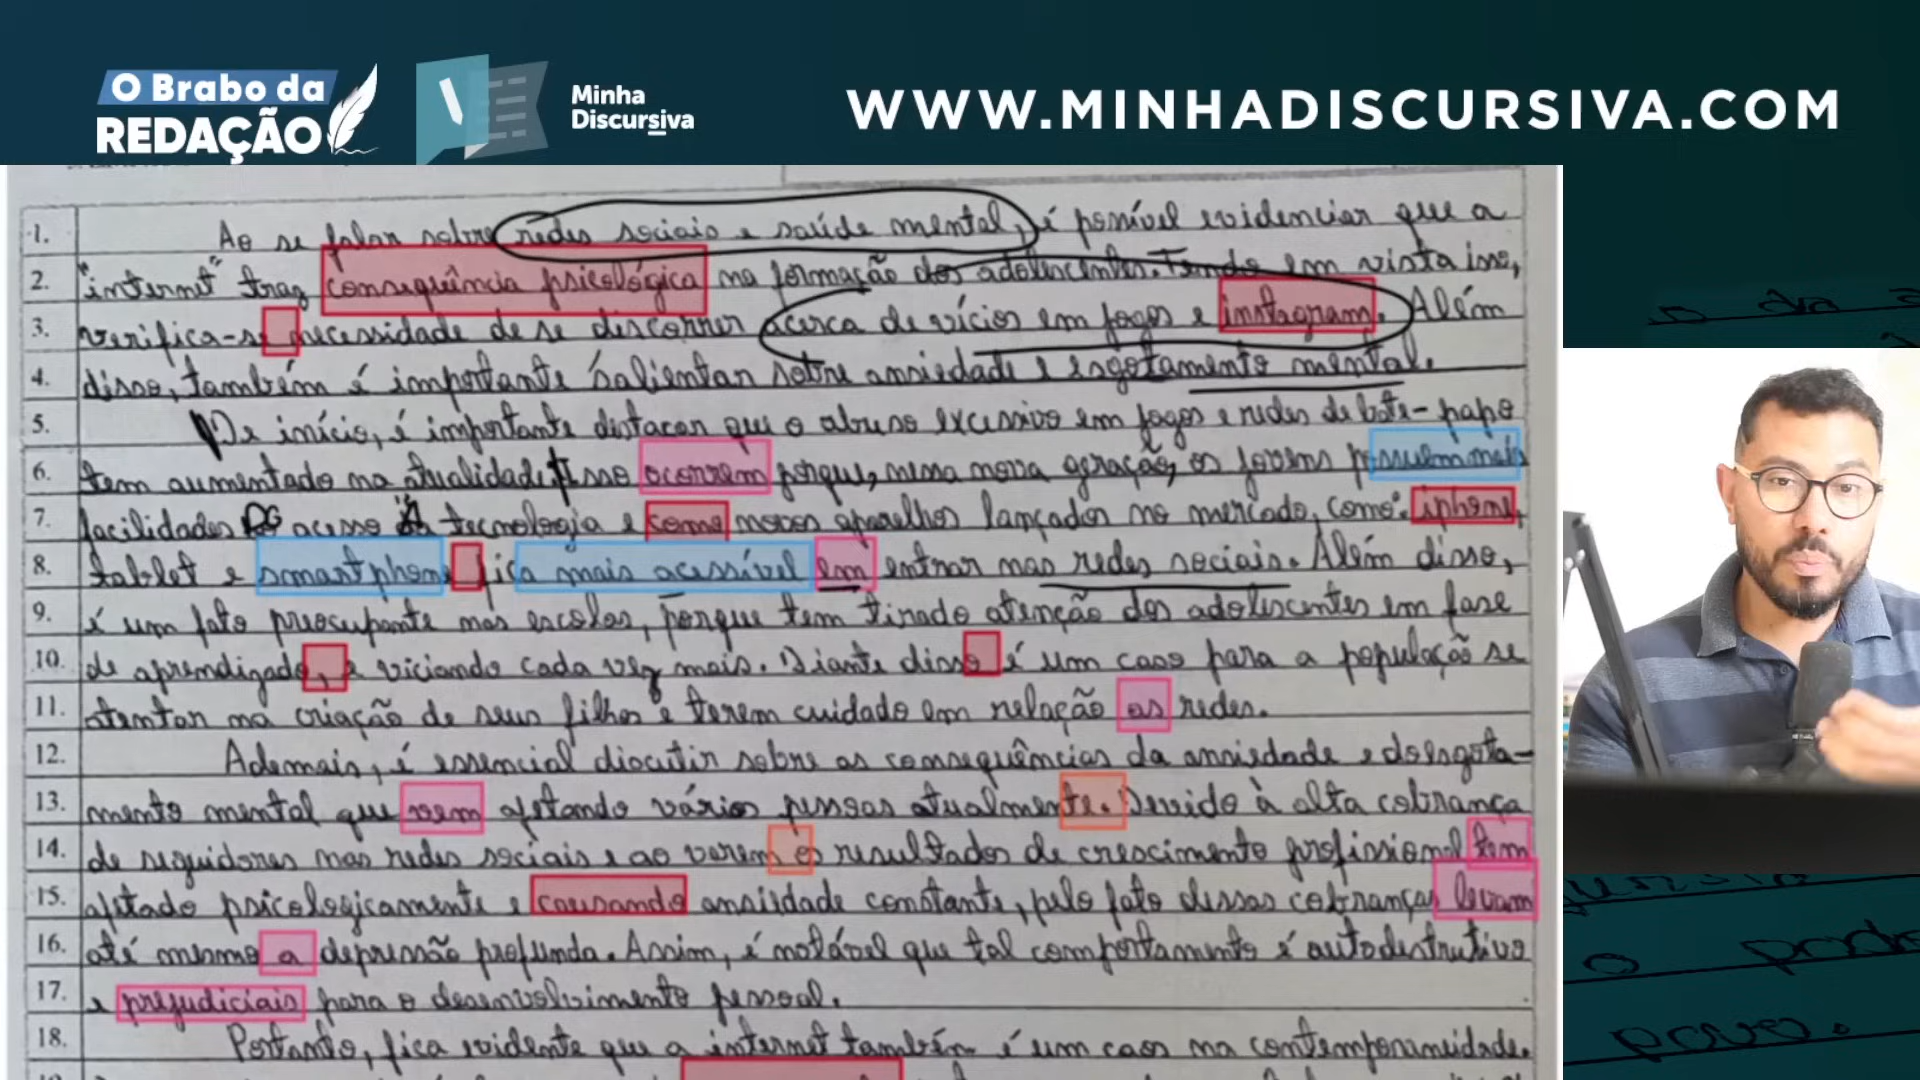 O Brabo da
REDAÇÃO
Minha
Discursiva
WWW.MINHADISCURSIVA.COM
1. Ao se falar sobre redes sociais e saúde mental, é possível evidenciar que a
2. "internet" traz consequência psicológica na formação dos adolescentes. Tendo em vista isso,
3. verifica-se necessidade de se discorrer acerca de vícios em jogos e instagram. Além
4. disso, também é importante salientar sobre ansiedade e esgotamento mental.
5. De início, é importante destacar que o abuso excessivo em jogos e redes de bate-papo
6. tem aumentado na atualidade. Isso ocorrem porque, nessa nova geração, os jovens possuem mais
7. facilidades DO acesso A tecnologia e como novos aparelhos lançados no mercado, como: iphone,
8. tablet e smartphone fica mais acessível em entrar nas redes sociais. Além disso,
9. é um fato preocupante nas escolas, porque tem tirado atenção dos adolescentes em fase
10. de aprendizado, e viciando cada vez mais. Diante disso é um caso para a população se
11. atentar na criação de seus filhos e terem cuidado em relação as redes.
12. Ademais, é essencial discutir sobre as consequências da ansiedade e do esgota-
13. mento mental que vem afetando vários pessoas atualmente. Devido à alta cobrança
14. de seguidores nas redes sociais e ao verem os resultados de crescimento profissional tem
15. afetado psicologicamente e causando ansiedade constante, pelo fato dessas cobranças levam
16. até mesmo a depressão profunda. Assim, é notável que tal comportamento é autodestrutivo
17. e prejudiciais para o desenvolvimento pessoal.
18. Portanto, fica evidente que a internet também é um caso na contemporaneidade.
prova.